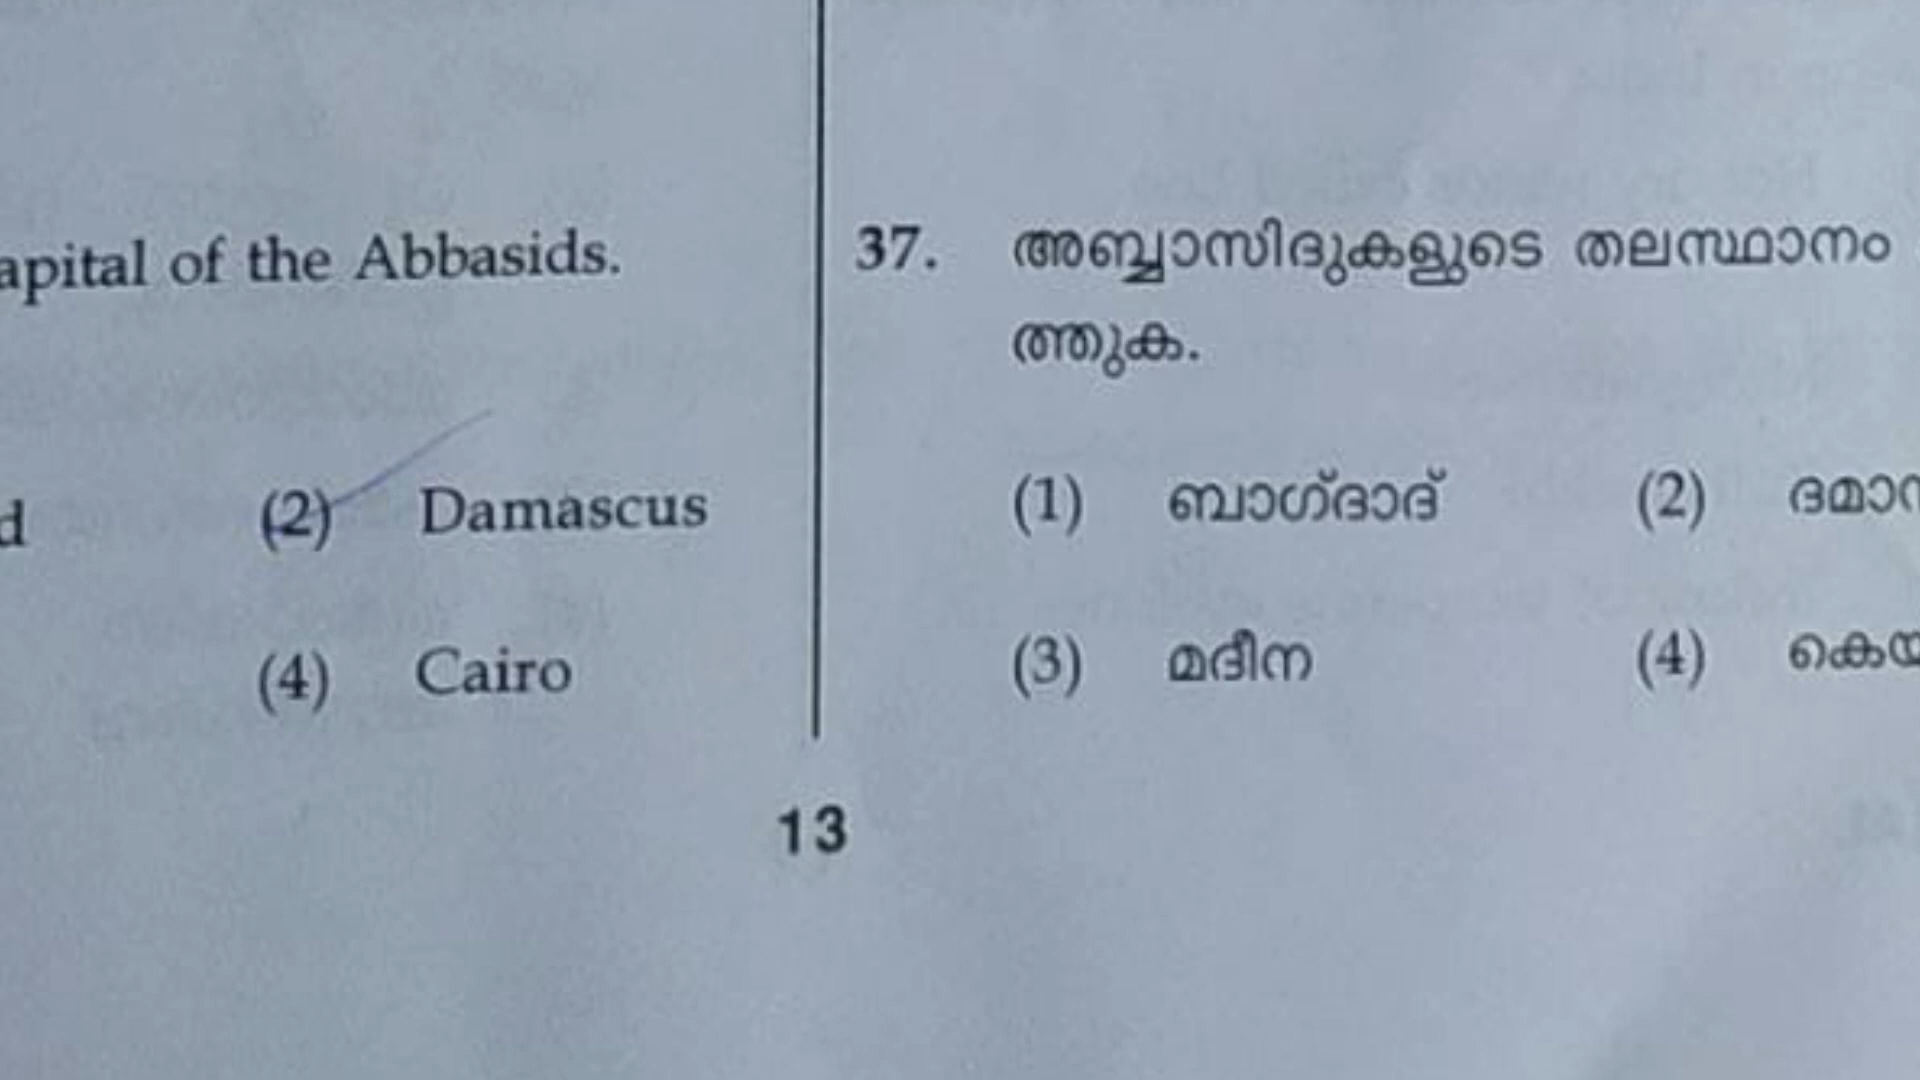 apital of the Abbasids.
d (2) Damascus
(4) Cairo
37. അബ്ബാസിദുകളുടെ തലസ്ഥാനം
ത്തുക.
(1) ബാഗ്ദാദ് (2)
(3) മദീന (4)
13